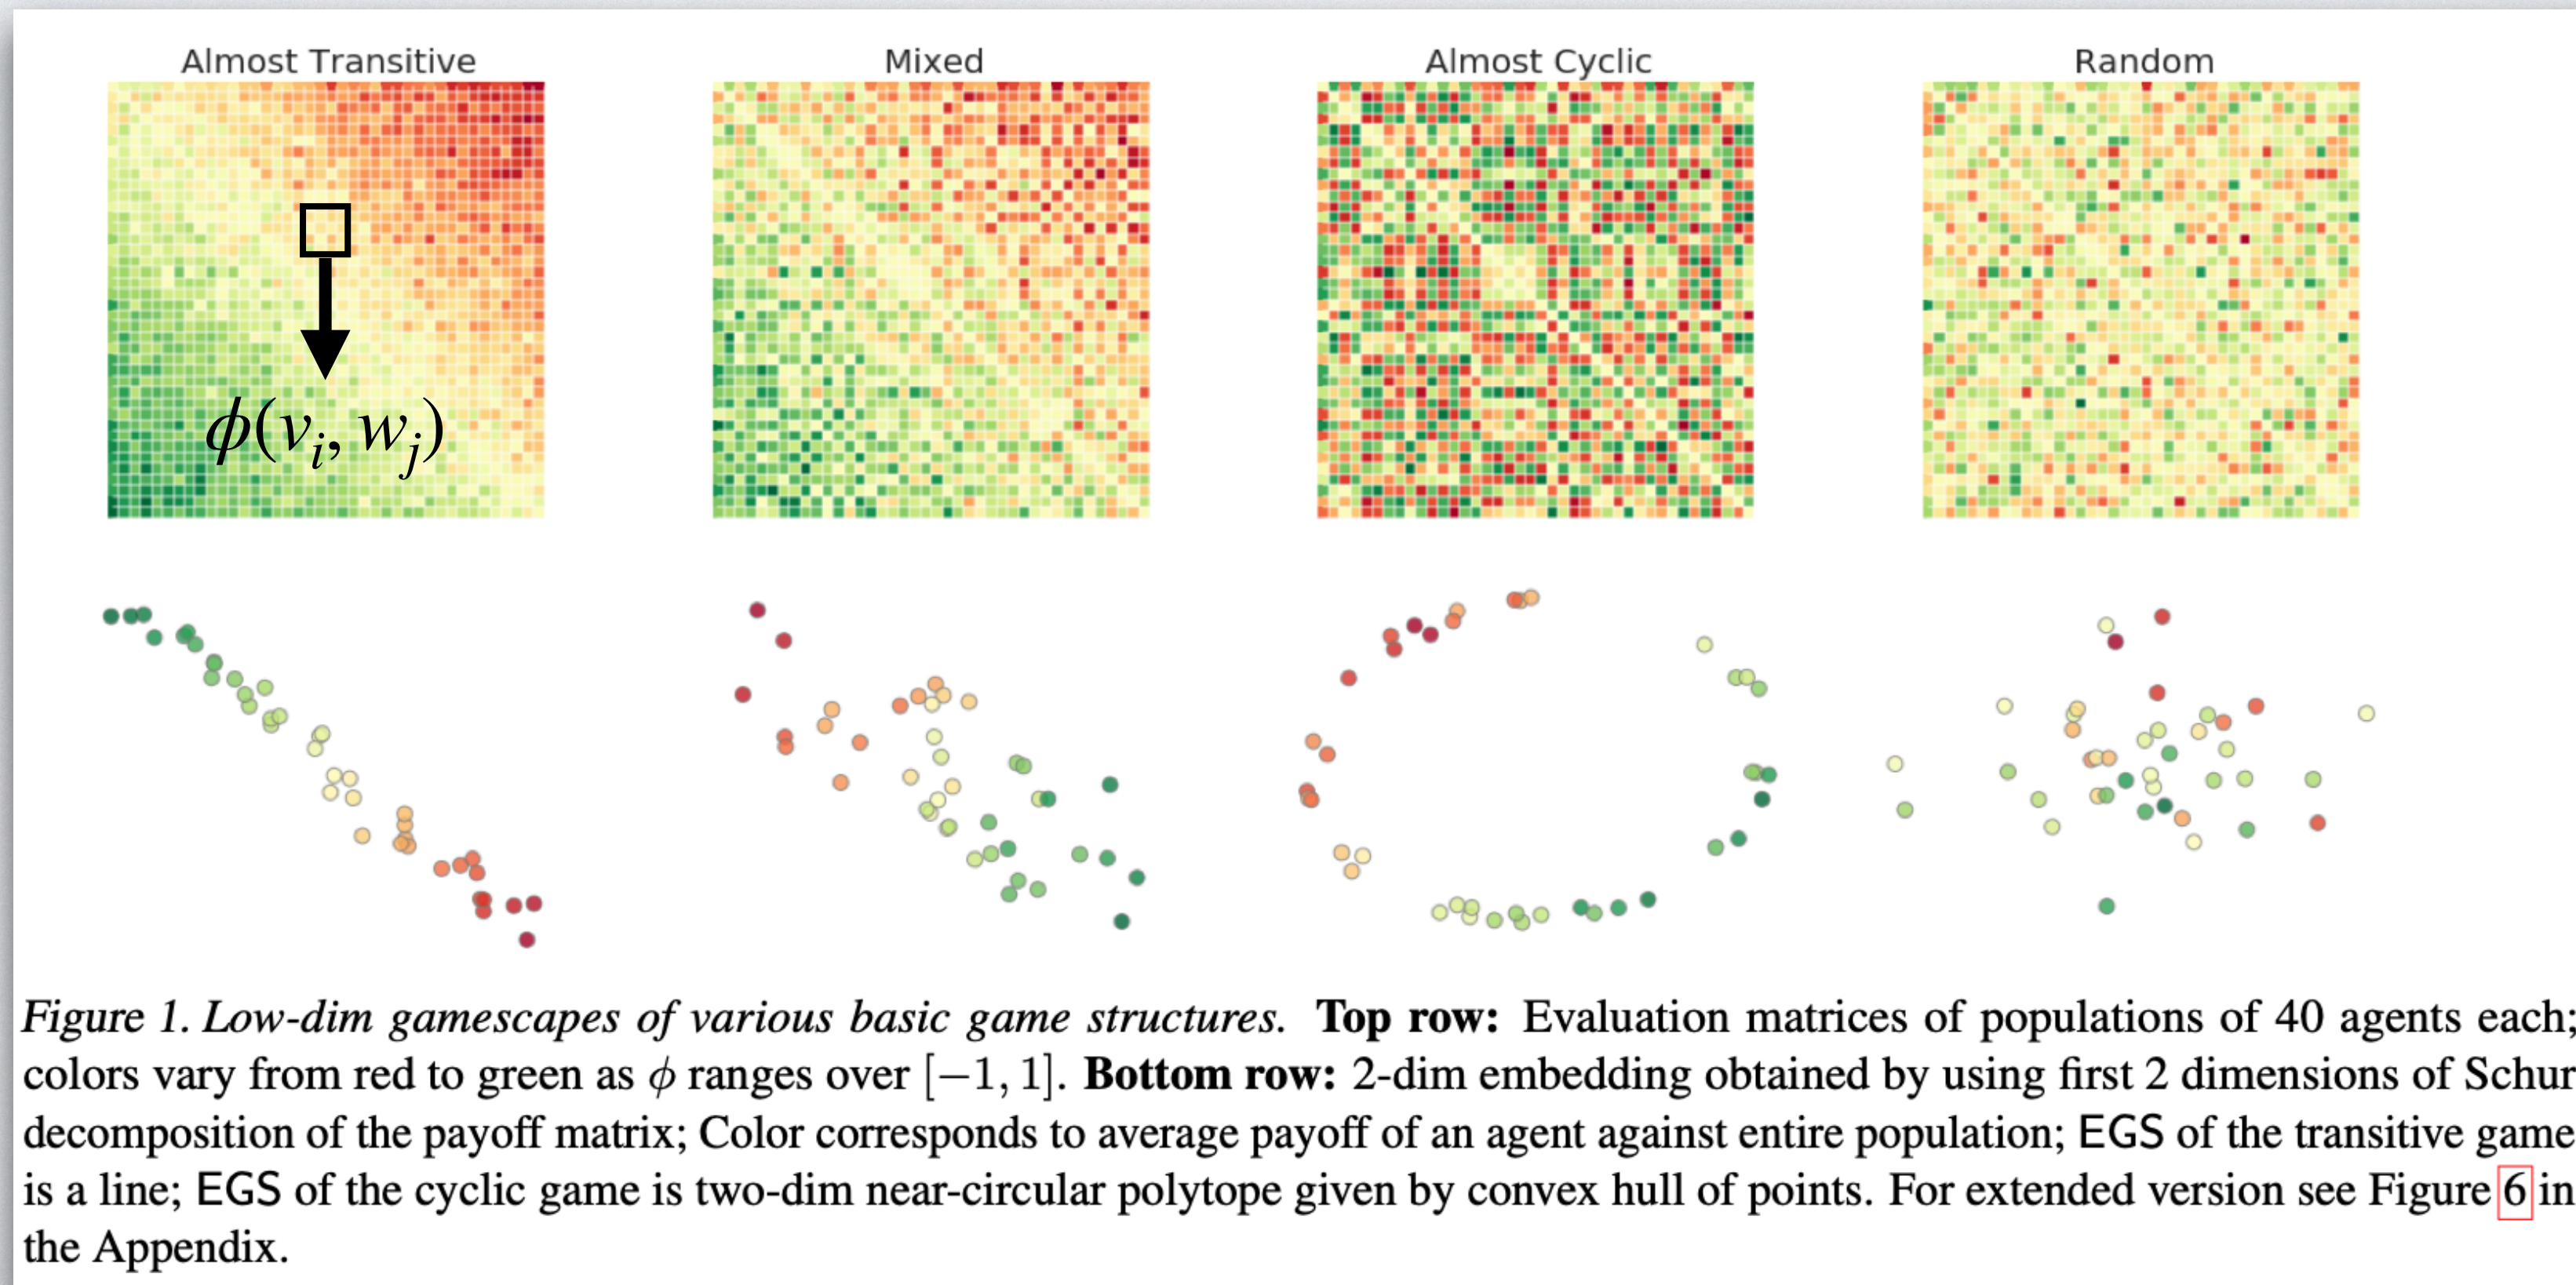 Almost Transitive
Mixed
Almost Cyclic
Random
ϕ(vᵢ, wⱼ)
Figure 1. Low-dim gamescapes of various basic game structures. Top row: Evaluation matrices of populations of 40 agents each;
colors vary from red to green as ϕ ranges over [−1, 1]. Bottom row: 2-dim embedding obtained by using first 2 dimensions of Schur
decomposition of the payoff matrix; Color corresponds to average payoff of an agent against entire population; EGS of the transitive game
is a line; EGS of the cyclic game is two-dim near-circular polytope given by convex hull of points. For extended version see Figure 6 in
the Appendix.